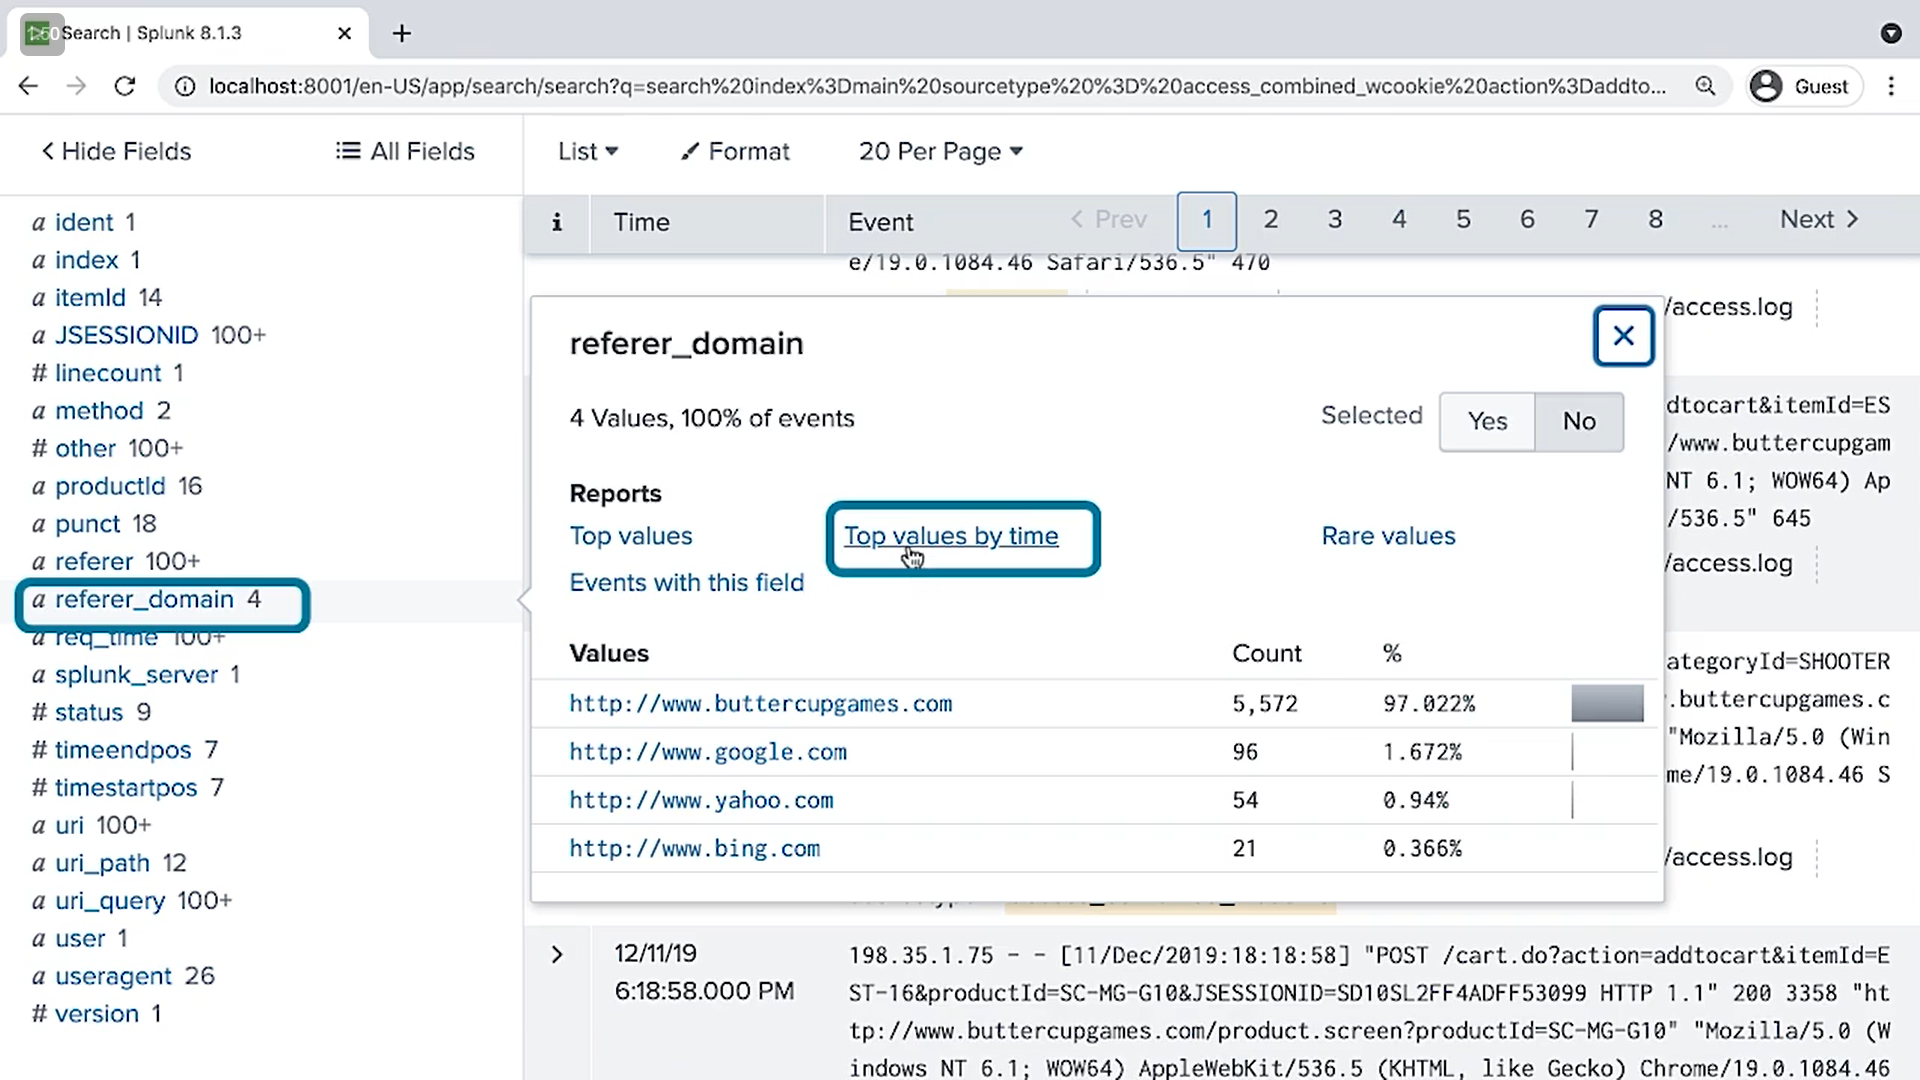 Search | Splunk 8.1.3
localhost:8001/en-US/app/search/search?q=search%20index%3Dmain%20sourcetype%20%3D%20access_combined_wcookie%20action%3Daddto...
Guest
Hide Fields
All Fields
List
Format
20 Per Page
i Time Event
< Prev 1 2 3 4 5 6 7 8 ... Next >
a ident 1
a index 1
a itemId 14
a JSESSIONID 100+
# linecount 1
a method 2
# other 100+
a productId 16
a punct 18
a referer 100+
a referer_domain 4
a req_time 100+
a splunk_server 1
# status 9
# timeendpos 7
# timestartpos 7
a uri 100+
a uri_path 12
a uri_query 100+
a user 1
a useragent 26
# version 1
e/19.0.1084.46 Safari/536.5" 470
/access.log
dtocart&itemId=ES
/www.buttercupgam
NT 6.1; WOW64) Ap
/536.5" 645
/access.log
ategoryId=SHOOTER
.buttercupgames.c
"Mozilla/5.0 (Win
me/19.0.1084.46 S
/access.log
referer_domain
4 Values, 100% of events
Selected Yes No
Reports
Top values Top values by time Rare values
Events with this field
Values Count %
http://www.buttercupgames.com 5,572 97.022%
http://www.google.com 96 1.672%
http://www.yahoo.com 54 0.94%
http://www.bing.com 21 0.366%
12/11/19
6:18:58.000 PM
198.35.1.75 - - [11/Dec/2019:18:18:58] "POST /cart.do?action=addtocart&itemId=E
ST-16&productId=SC-MG-G10&JSESSIONID=SD10SL2FF4ADFF53099 HTTP 1.1" 200 3358 "ht
tp://www.buttercupgames.com/product.screen?productId=SC-MG-G10" "Mozilla/5.0 (W
indows NT 6.1; WOW64) AppleWebKit/536.5 (KHTML, like Gecko) Chrome/19.0.1084.46